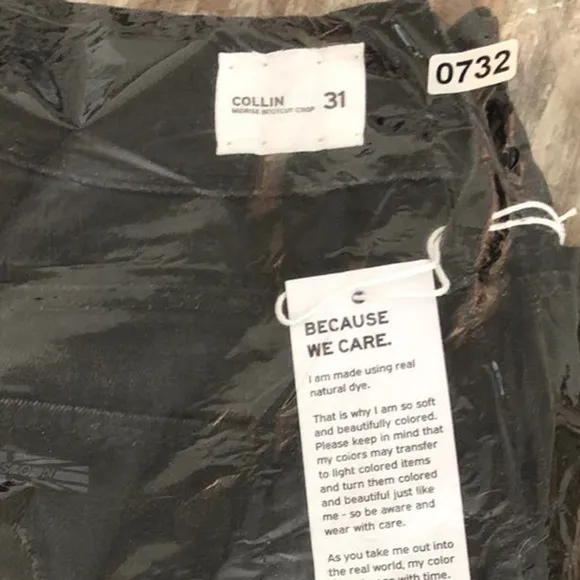 COLLIN 31
MIDRISE BOOTCUT CROP
0732
BECAUSE
WE CARE.
I am made using real
natural dye.
That is why I am so soft
and beautifully colored.
Please keep in mind that
my colors may transfer
to light colored items
and turn them colored
and beautiful just like
me - so be aware and
wear with care.
As you take me out into
the real world, my color
with time.